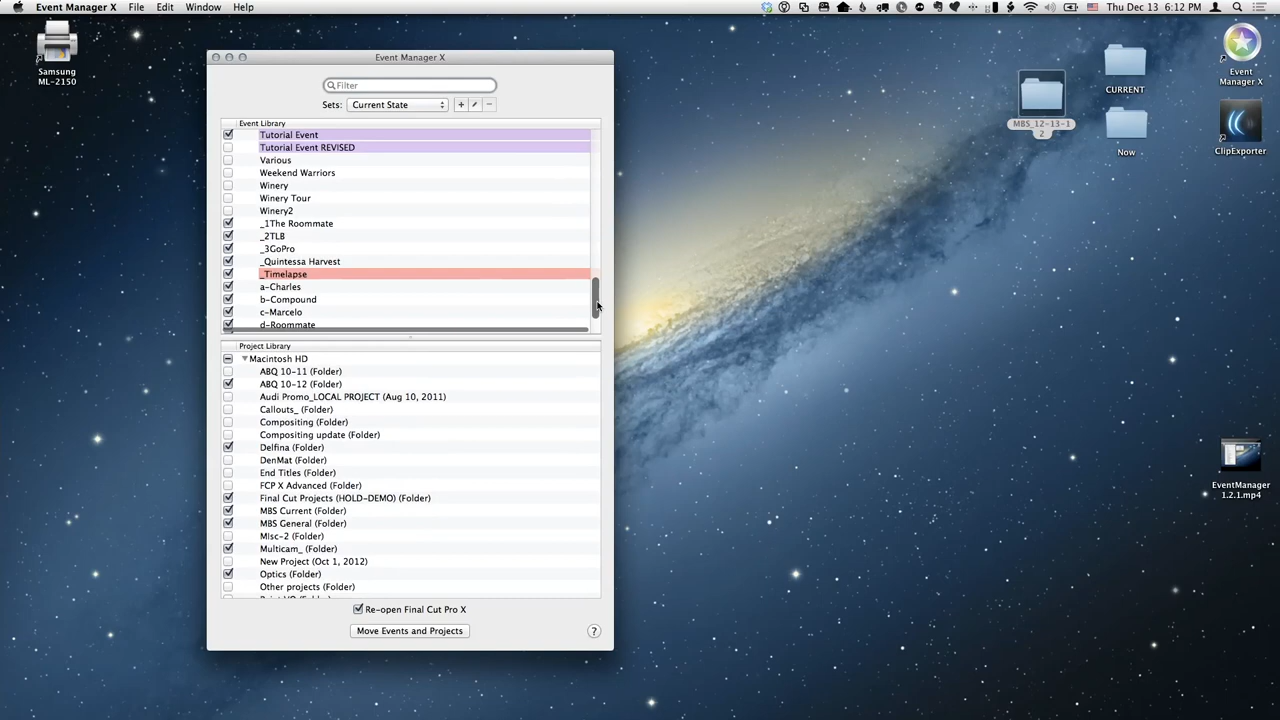 Event Manager X File Edit Window Help Thu Dec 13 6:12 PM
Samsung
ML-2150
Event Manager X
Filter
Sets: Current State
Event Library
Tutorial Event
Tutorial Event REVISED
Various
Weekend Warriors
Winery
Winery Tour
Winery2
_1The Roommate
_2TLB
_3GoPro
_Quintessa Harvest
_Timelapse
a-Charles
b-Compound
c-Marcelo
d-Roommate
Project Library
Macintosh HD
ABQ 10-11 (Folder)
ABQ 10-12 (Folder)
Audi Promo_LOCAL PROJECT (Aug 10, 2011)
Callouts_ (Folder)
Compositing (Folder)
Compositing update (Folder)
Delfina (Folder)
DenMat (Folder)
End Titles (Folder)
FCP X Advanced (Folder)
Final Cut Projects (HOLD-DEMO) (Folder)
MBS Current (Folder)
MBS General (Folder)
MIsc-2 (Folder)
Multicam_ (Folder)
New Project (Oct 1, 2012)
Optics (Folder)
Other projects (Folder)
Re-open Final Cut Pro X
Move Events and Projects
?
MBS_12-13-1
2
CURRENT
Now
Event
Manager X
ClipExporter
EventManager
1.2.1.mp4